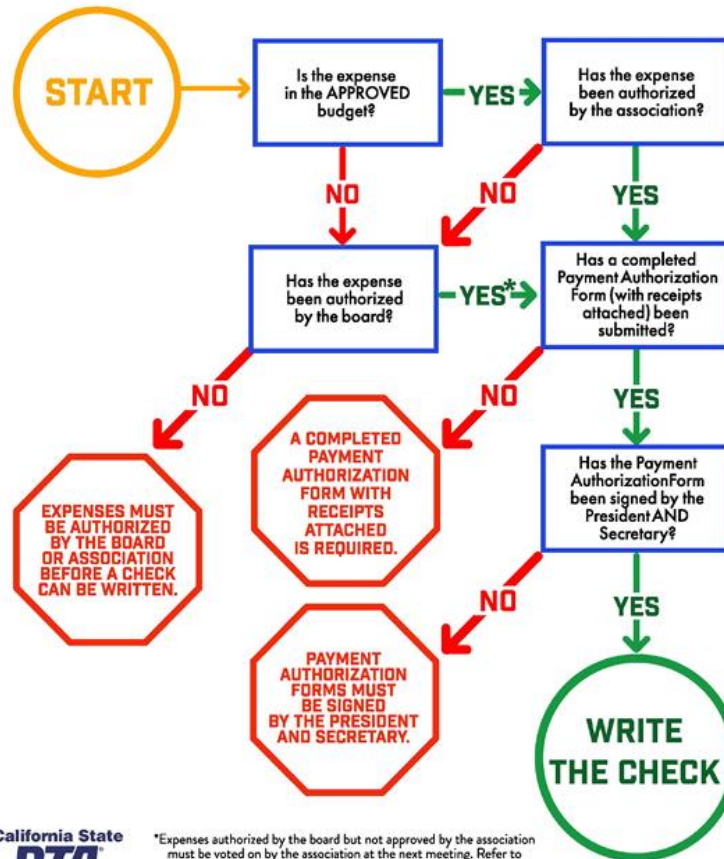 START
Is the expense
in the APPROVED
budget?
YES
Has the expense
been authorized
by the association?
NO
NO
YES
Has the expense
been authorized
by the board?
YES*
Has a completed
Payment Authorization
Form (with receipts
attached) been
submitted?
NO
NO
YES
EXPENSES MUST
BE AUTHORIZED
BY THE BOARD
OR ASSOCIATION
BEFORE A CHECK
CAN BE WRITTEN.
A COMPLETED
PAYMENT
AUTHORIZATION
FORM WITH
RECEIPTS
ATTACHED
IS REQUIRED.
Has the Payment
AuthorizationForm
been signed by the
President AND
Secretary?
NO
YES
PAYMENT
AUTHORIZATION
FORMS MUST
BE SIGNED
BY THE PRESIDENT
AND SECRETARY.
WRITE
THE CHECK
California State
PTA
*Expenses authorized by the board but not approved by the association
must be voted on by the association at the next meeting. Refer to